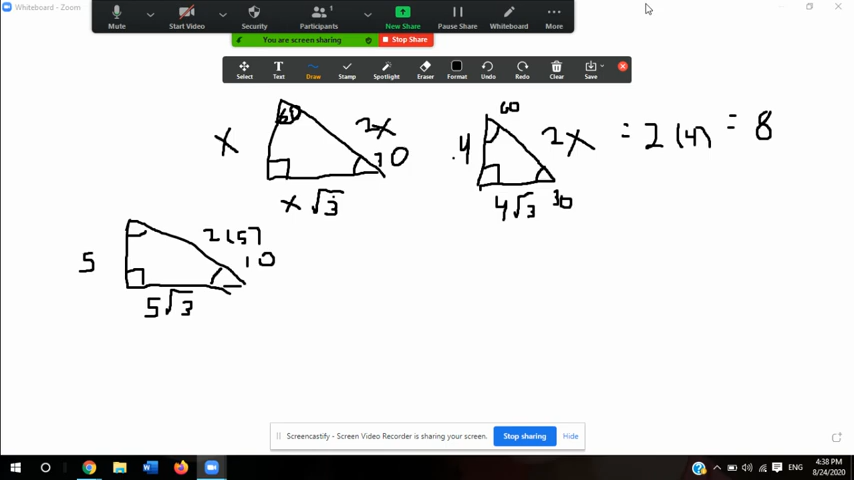 Whiteboard - Zoom
Mute
Start Video
Security
1
Participants
New Share
Pause Share
Whiteboard
More
You are screen sharing
Stop Share
Select
Text
Draw
Stamp
Spotlight
Eraser
Format
Undo
Redo
Clear
Save
60
x
2x
30
x √3
60
4
2x = 2 (4) = 8
4√3
30
5
2(5)
10
5√3
Screencastify - Screen Video Recorder is sharing your screen.
Stop sharing
Hide
ENG
4:38 PM
8/24/2020